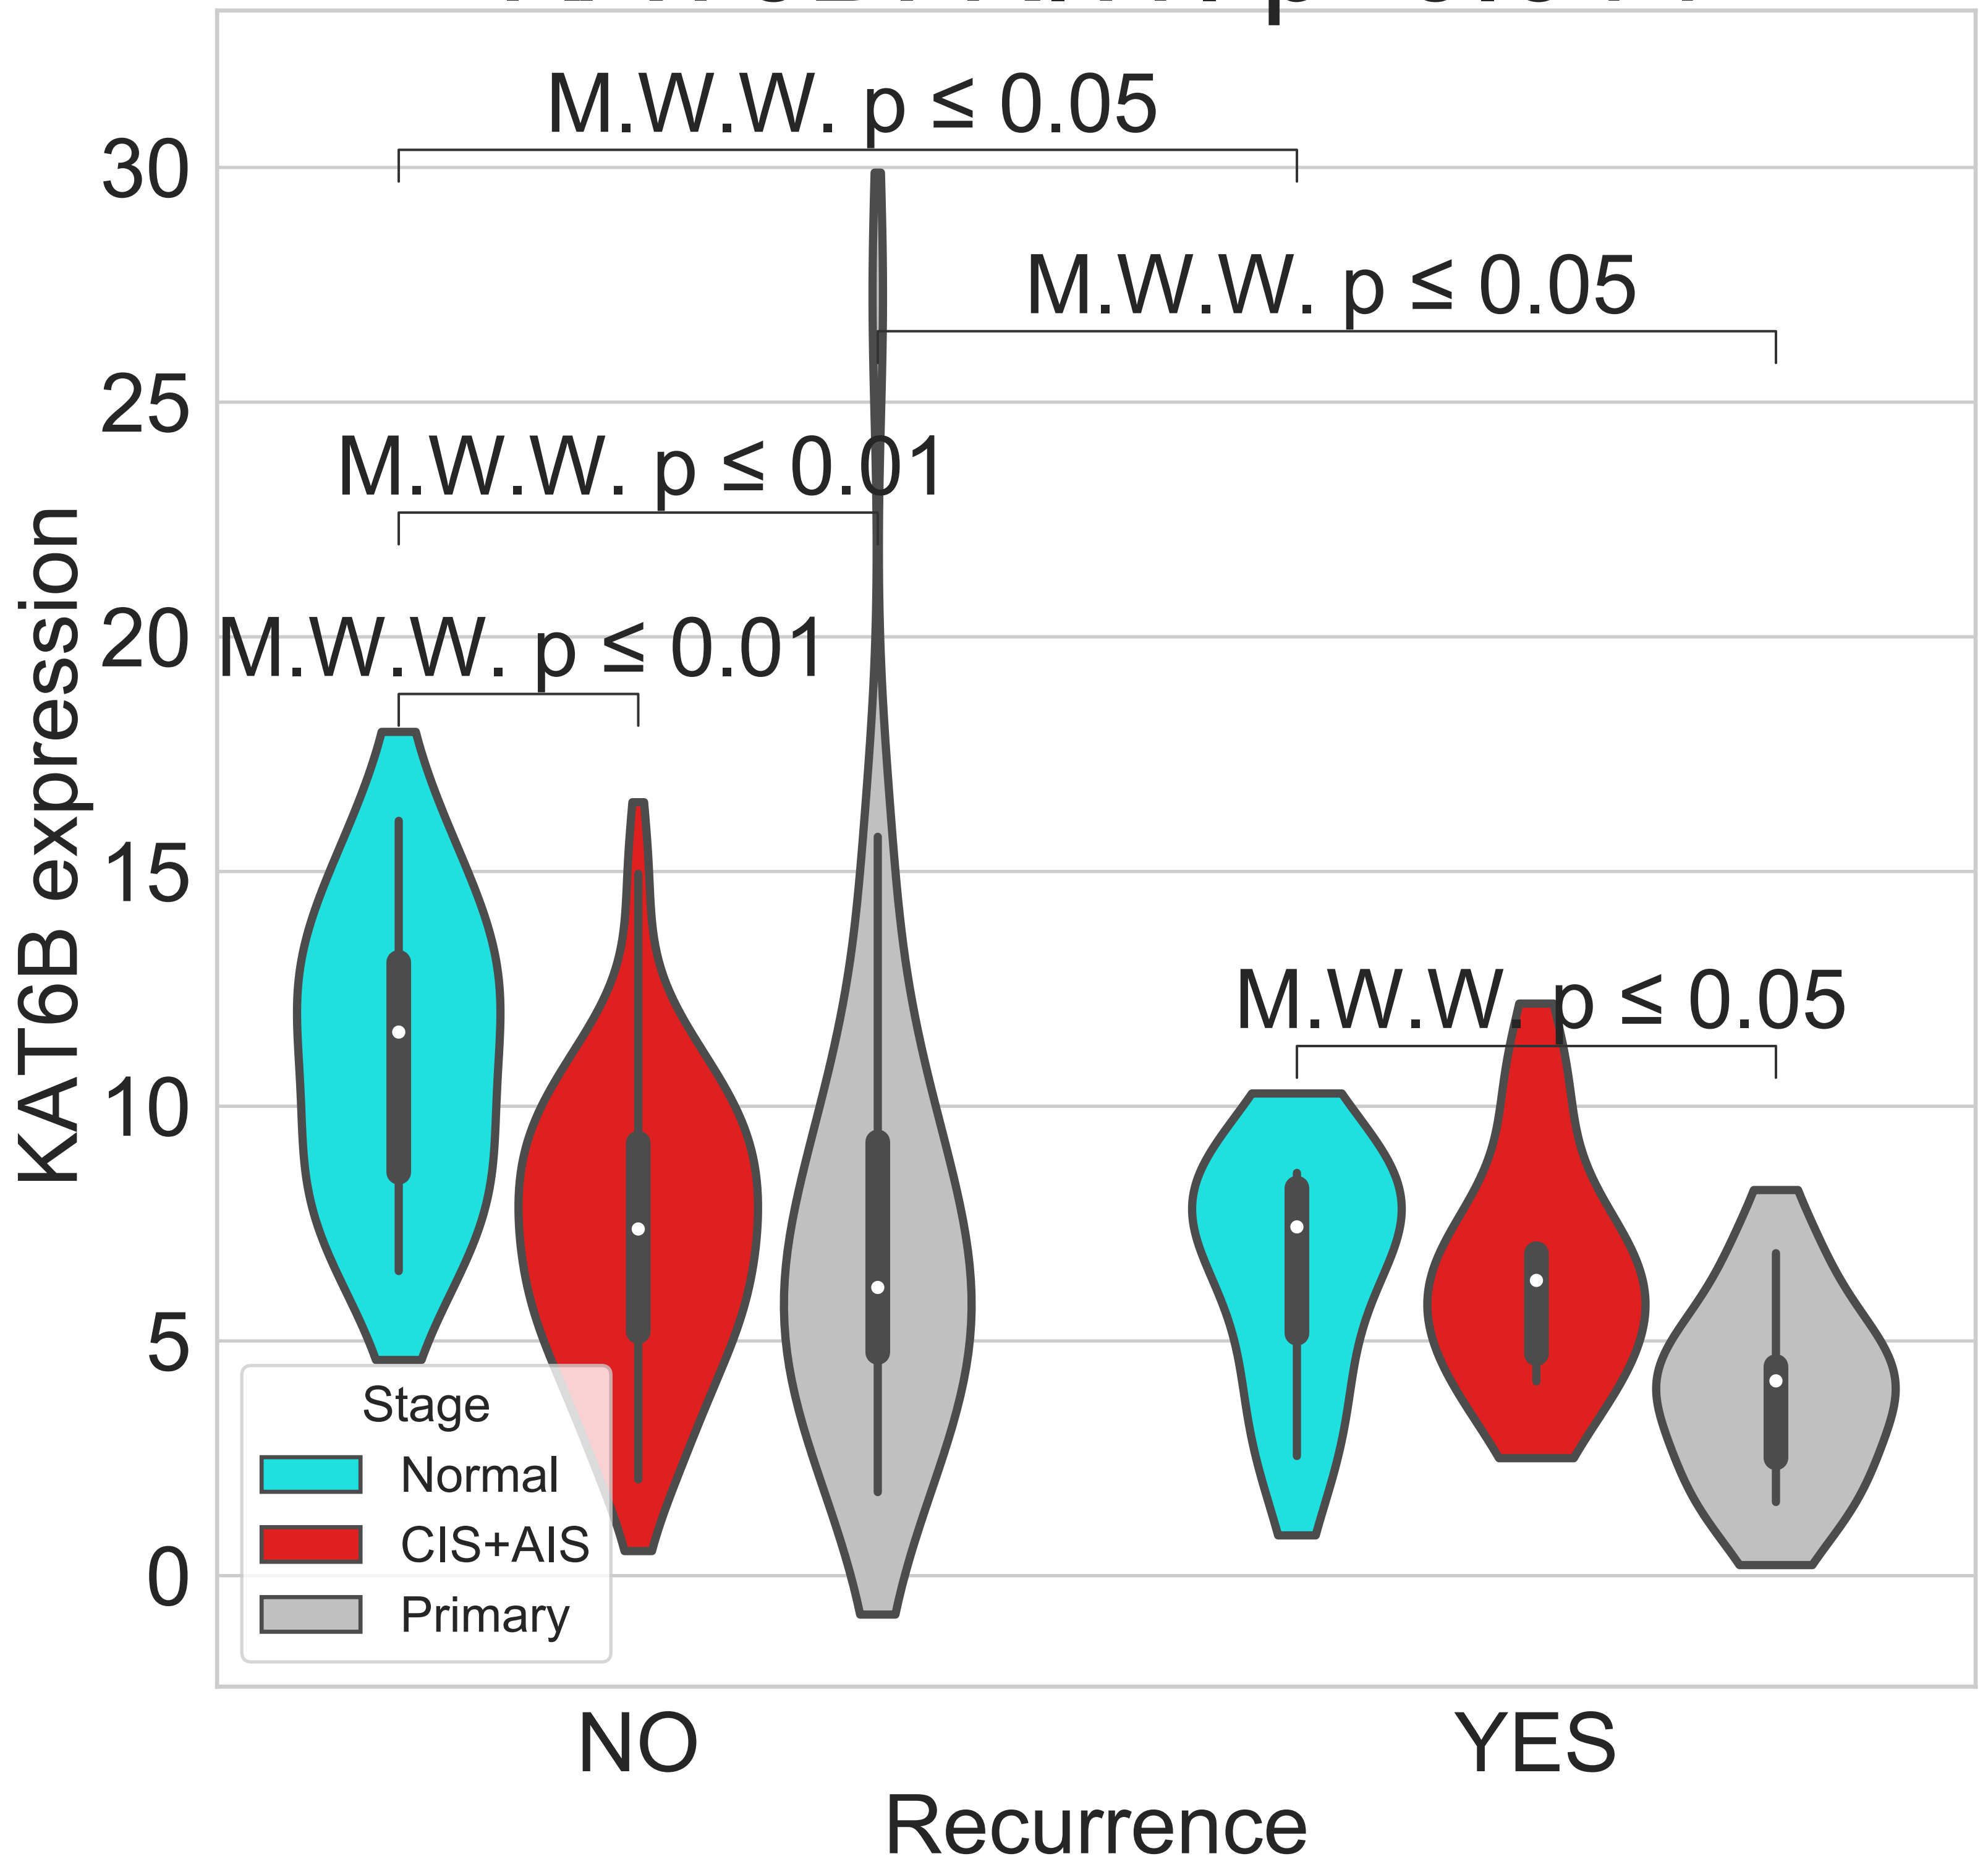 M.W.W. p ≤ 0.05
M.W.W. p ≤ 0.05
M.W.W. p ≤ 0.01
M.W.W. p ≤ 0.01
M.W.W. p ≤ 0.05
KAT6B expression
30
25
20
15
10
5
0
Stage
Normal
CIS+AIS
Primary
NO
YES
Recurrence